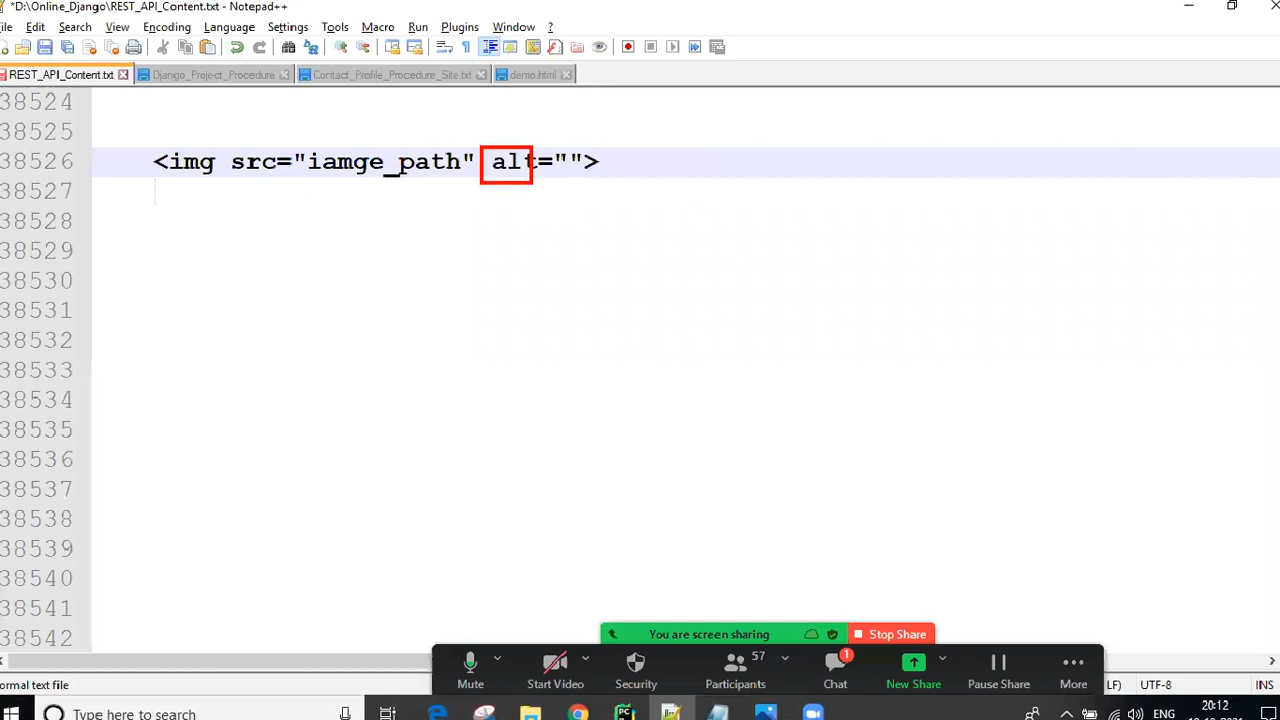 *D:\Online_Django\REST_API_Content.txt - Notepad++
Edit Search View Encoding Language Settings Tools Macro Run Plugins Window ?
REST_API_Content.txt Django_Project_Procedure Contact_Profile_Procedure_Site.txt demo.html
38524
38525
38526 <img src="iamge_path" alt="">
38527
38528
38529
38530
38531
38532
38533
38534
38535
38536
38537
38538
38539
38540
38541
38542
You are screen sharing Stop Share
57 1
Mute Start Video Security Participants Chat New Share Pause Share More
ormal text file LF) UTF-8 INS
Type here to search ENG 20:12